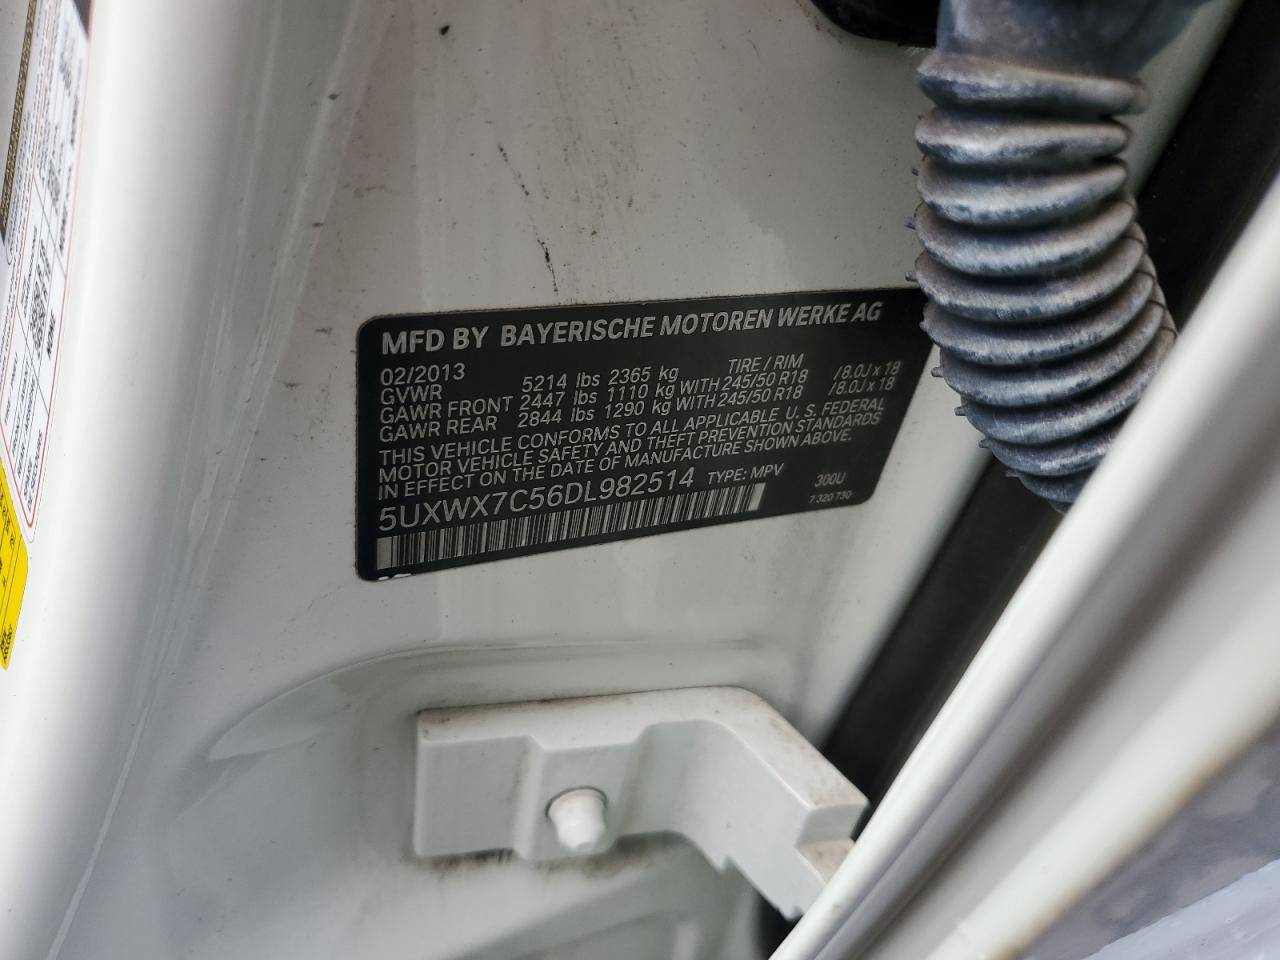 MFD BY BAYERISCHE MOTOREN WERKE AG
02/2013 TIRE / RIM
GVWR 5214 lbs 2365 kg
GAWR FRONT 2447 lbs 1110 kg WITH 245/50 R18 /8.0J x 18
GAWR REAR 2844 lbs 1290 kg WITH 245/50 R18 /8.0J x 18
THIS VEHICLE CONFORMS TO ALL APPLICABLE U. S. FEDERAL
MOTOR VEHICLE SAFETY AND THEFT PREVENTION STANDARDS
IN EFFECT ON THE DATE OF MANUFACTURE SHOWN ABOVE.
5UXWX7C56DL982514 TYPE: MPV 300U
7 320 730